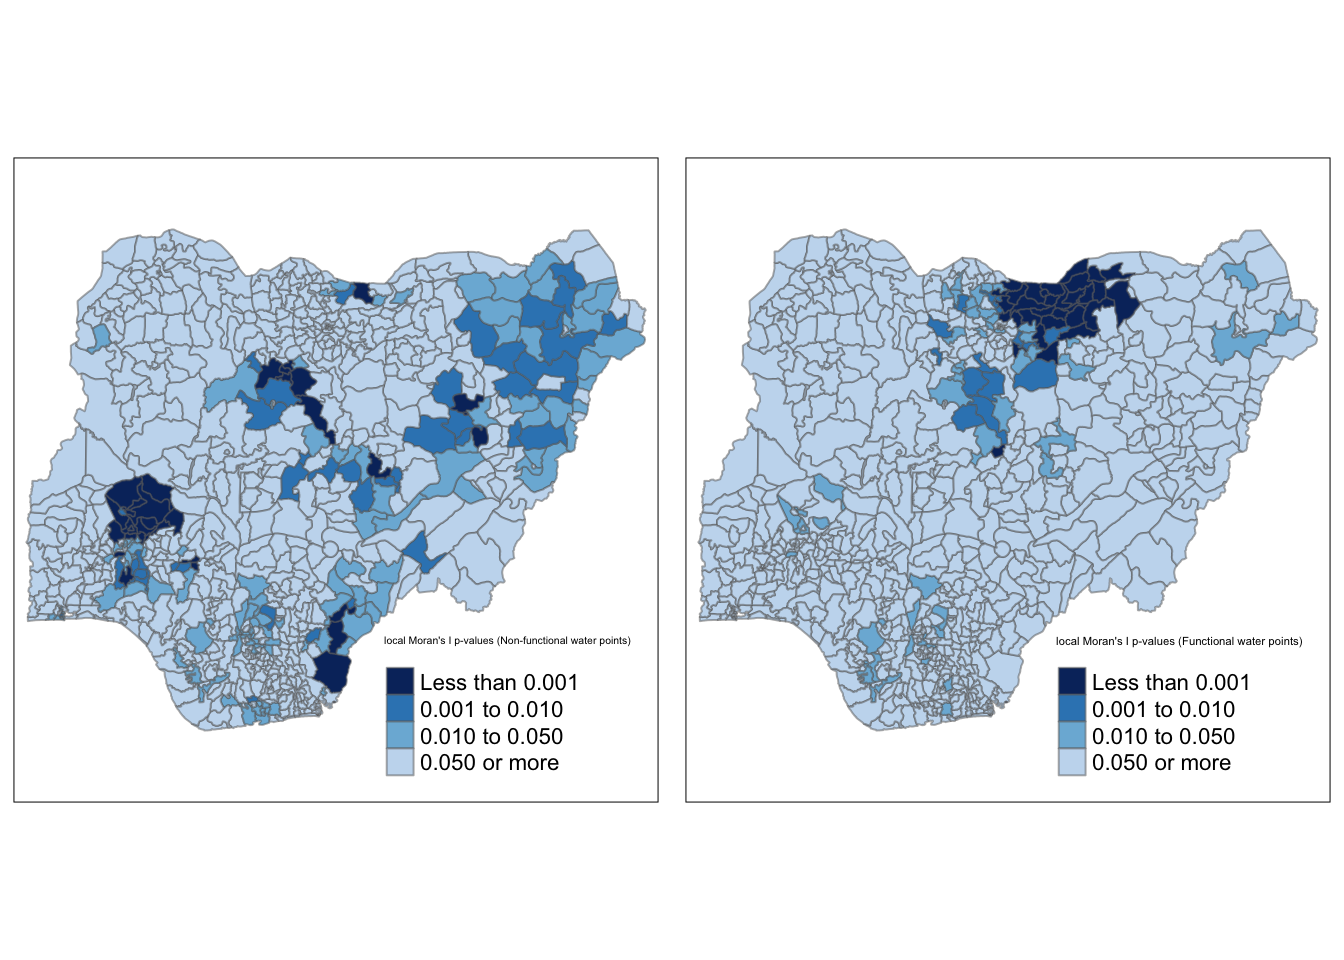 local Moran's I p-values (Non-functional water points)
Less than 0.001
0.001 to 0.010
0.010 to 0.050
0.050 or more
local Moran's I p-values (Functional water points)
Less than 0.001
0.001 to 0.010
0.010 to 0.050
0.050 or more